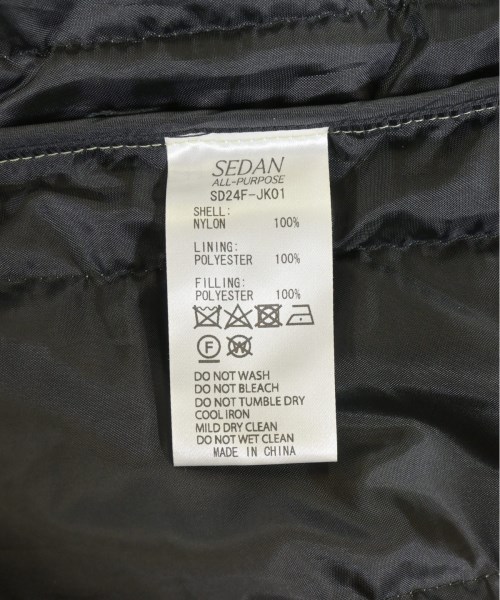 SEDAN
ALL-PURPOSE
SD24F-JK01
SHELL:
NYLON 100%
LINING:
POLYESTER 100%
FILLING:
POLYESTER 100%
F W
DO NOT WASH
DO NOT BLEACH
DO NOT TUMBLE DRY
COOL IRON
MILD DRY CLEAN
DO NOT WET CLEAN
MADE IN CHINA